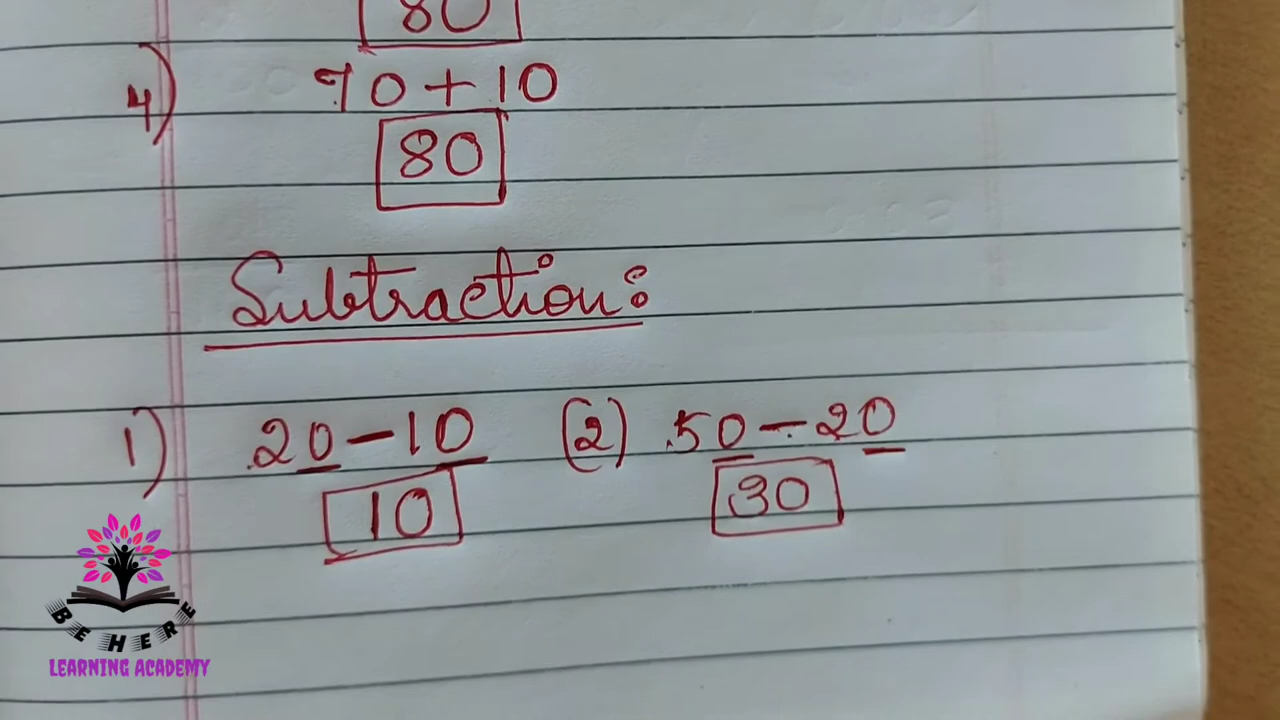 80
4) 70 + 10
80
Subtraction:
1) 20 - 10 (2) 50 - 20
10 30
BE HERE
LEARNING ACADEMY